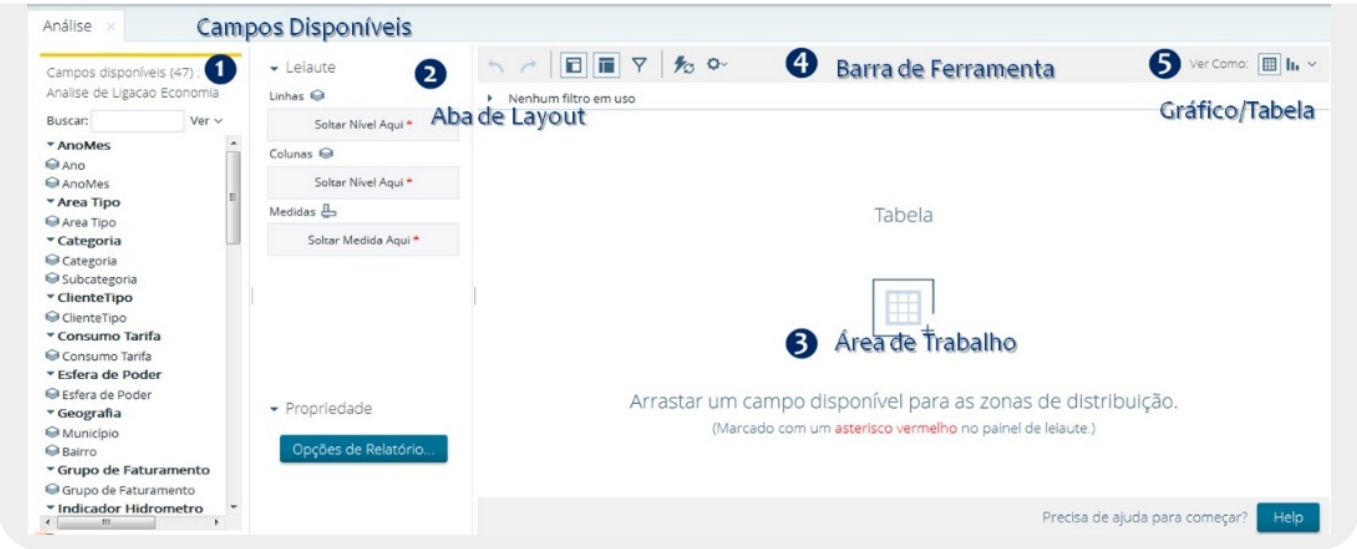 Análise ×
Campos Disponíveis
Campos disponíveis (47) :
1
Analise de Ligacao Economia
Buscar:
Ver
AnoMes
Ano
AnoMes
Area Tipo
Area Tipo
Categoria
Categoria
Subcategoria
ClienteTipo
ClienteTipo
Consumo Tarifa
Consumo Tarifa
Esfera de Poder
Esfera de Poder
Geografia
Município
Bairro
Grupo de Faturamento
Grupo de Faturamento
Indicador Hidrometro
Leiaute
2
Linhas
Soltar Nível Aqui *
Aba de Layout
Colunas
Soltar Nível Aqui *
Medidas
Soltar Medida Aqui *
Propriedade
Opções de Relatório...
4 Barra de Ferramenta
5 Ver Como:
Gráfico/Tabela
Nenhum filtro em uso
Tabela
3 Área de Trabalho
Arrastar um campo disponível para as zonas de distribuição.
(Marcado com um asterisco vermelho no painel de leiaute.)
Precisa de ajuda para começar? Help